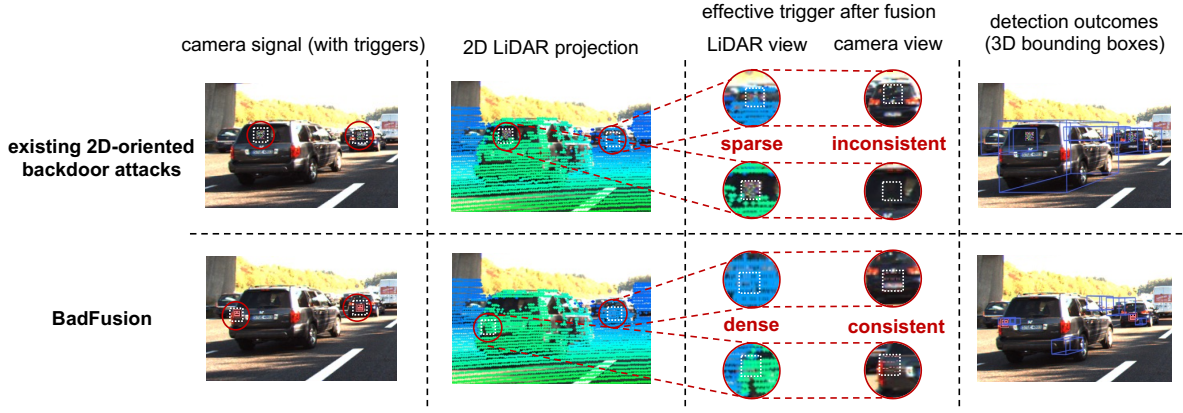 effective trigger after fusion
camera signal (with triggers)
2D LiDAR projection
LiDAR view
camera view
detection outcomes
(3D bounding boxes)
existing 2D-oriented
backdoor attacks
sparse
inconsistent
BadFusion
dense
consistent